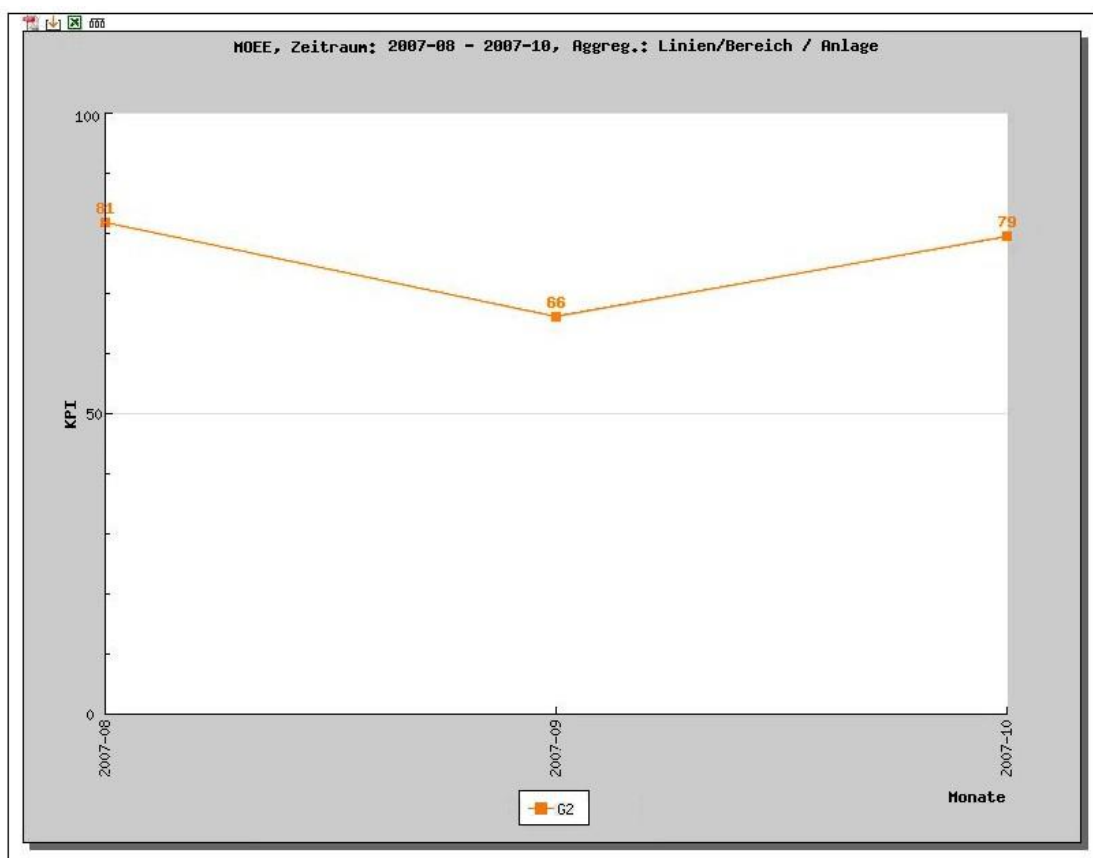 MOEE, Zeitraum: 2007-08 - 2007-10, Aggreg.: Linien/Bereich / Anlage
100
81
79
66
KPI
50
0
2007-08
2007-09
2007-10
Monate
G2